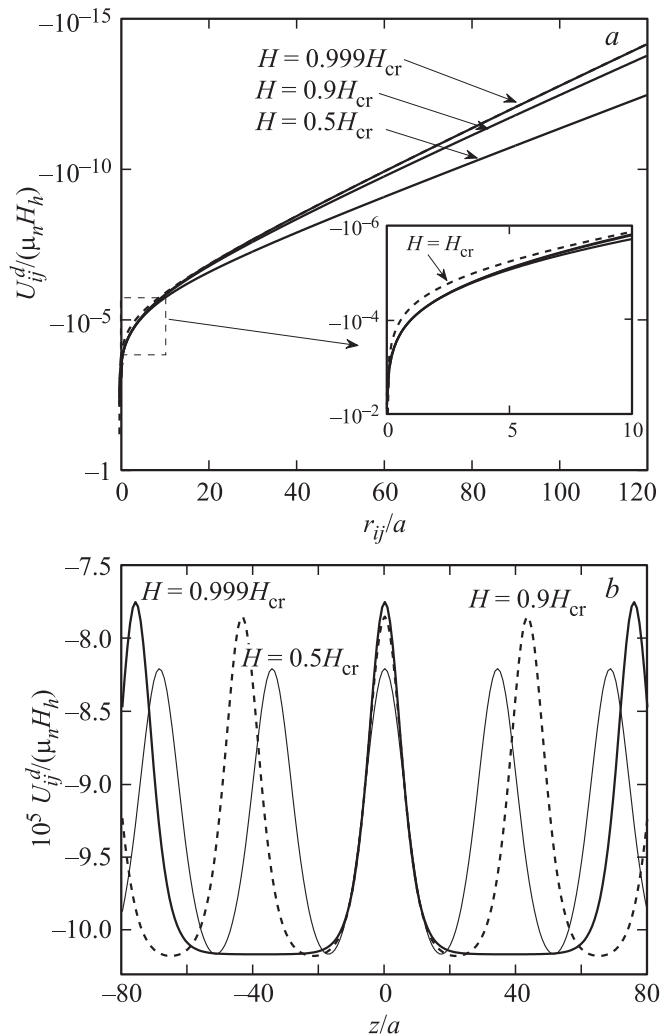 −10⁻¹⁵
a
H = 0.999H_cr
H = 0.9H_cr
H = 0.5H_cr
−10⁻¹⁰
U_ij^d/(μ_n H_h)
−10⁻⁶
H = H_cr
−10⁻⁵
−10⁻⁴
−10⁻²
0 5 10
−1
0 20 40 60 80 100 120
r_ij/a
−7.5
b
H = 0.999H_cr
H = 0.9H_cr
−8.0
H = 0.5H_cr
−8.5
10⁵ U_ij^d/(μ_n H_h)
−9.0
−9.5
−10.0
−80 −40 0 40 80
z/a